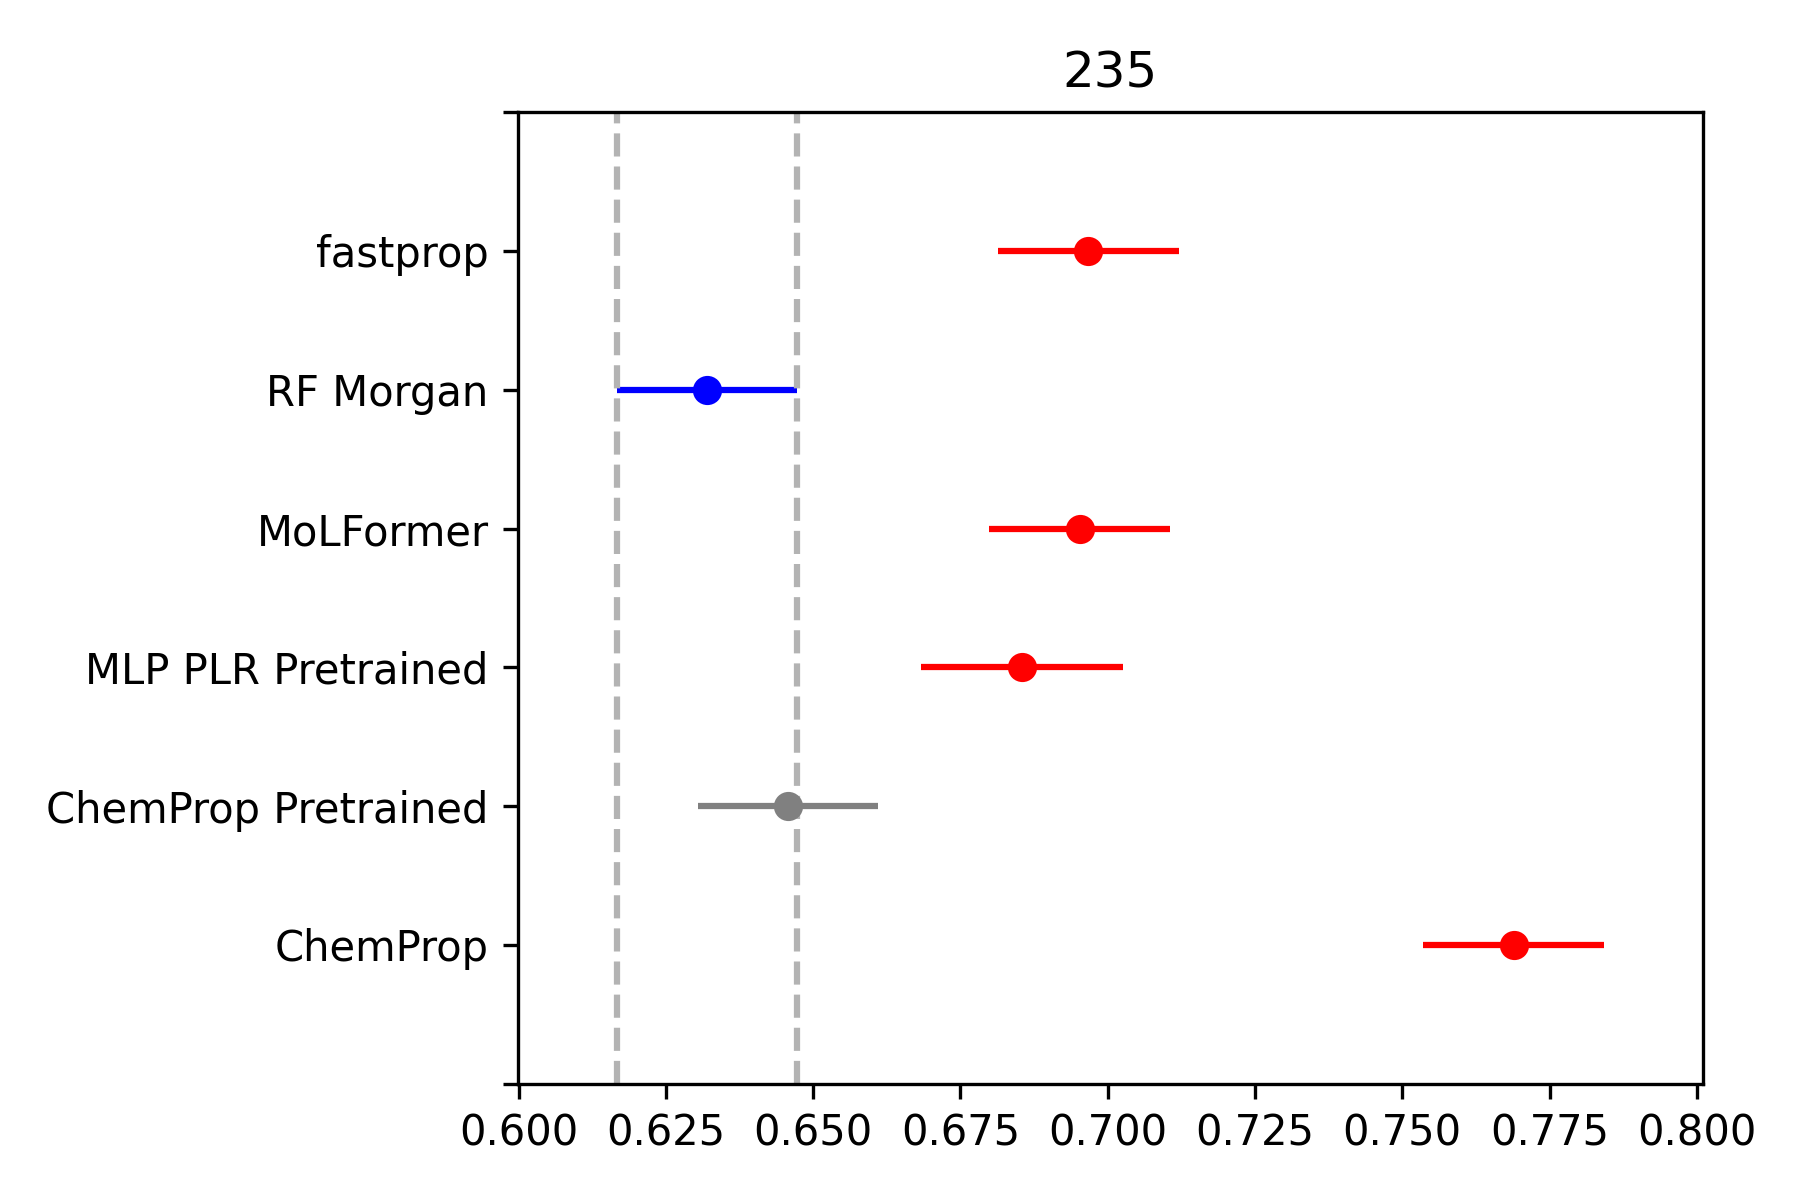 235
fastprop
RF Morgan
MoLFormer
MLP PLR Pretrained
ChemProp Pretrained
ChemProp
0.600 0.625 0.650 0.675 0.700 0.725 0.750 0.775 0.800